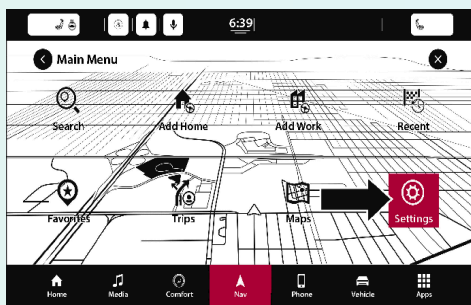 6:39
Main Menu
Search Add Home Add Work Recent
Favorites Trips Maps Settings
Home Media Comfort Nav Phone Vehicle Apps